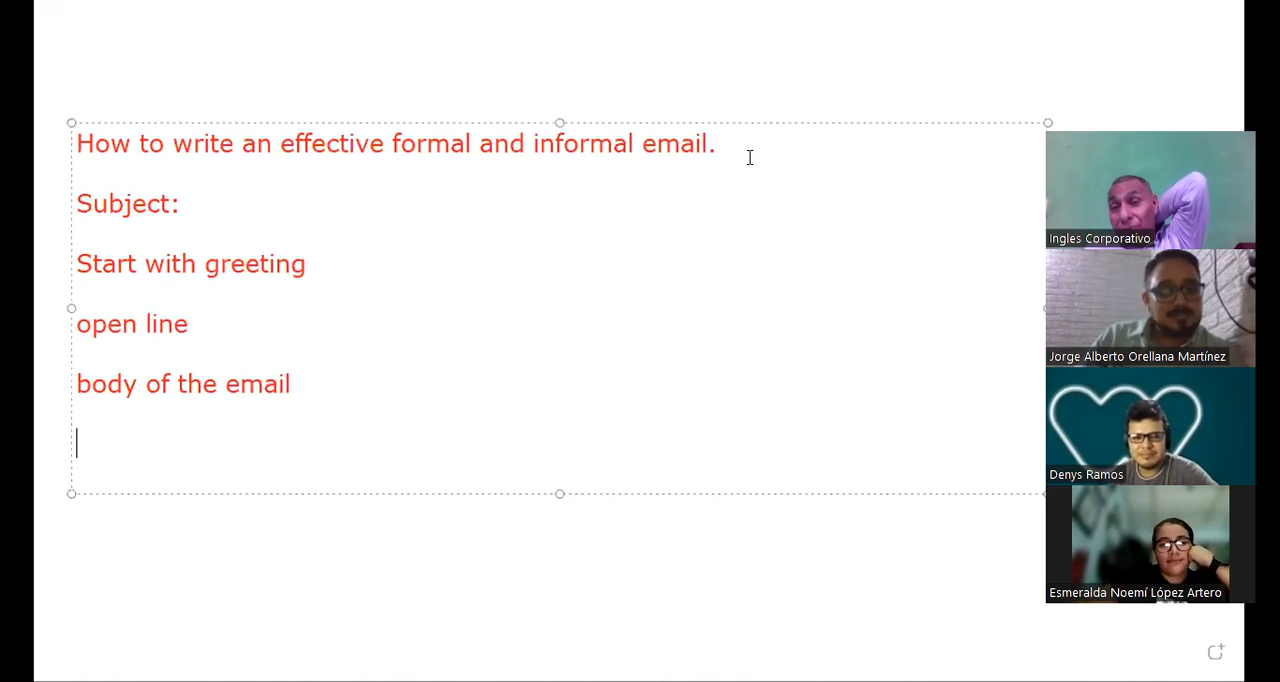 How to write an effective formal and informal email.
Subject:
Start with greeting
open line
body of the email
Ingles Corporativo
Jorge Alberto Orellana Martínez
Denys Ramos
Esmeralda Noemí López Artero